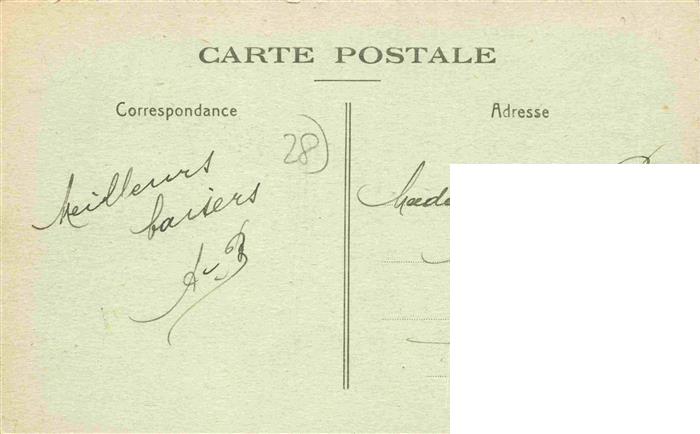 CARTE POSTALE
Correspondance
Adresse
28)
Meilleurs
baisers